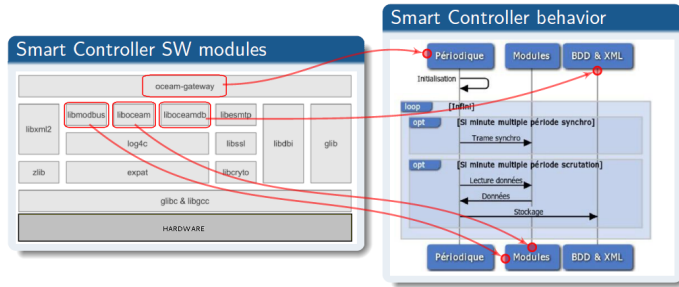 Smart Controller SW modules
oceam-gateway
libxml2
libmodbus
liboceam
liboceamdb
libesmtp
libdbi
glib
log4c
libssl
zlib
expat
libcryto
glibc & libgcc
HARDWARE
Smart Controller behavior
Périodique
Modules
BDD & XML
Initialisation
loop
[Infini]
opt
[Si minute multiple période synchro]
Trame synchro
opt
[Si minute multiple période scrutation]
Lecture données
Données
Stockage
Périodique
Modules
BDD & XML